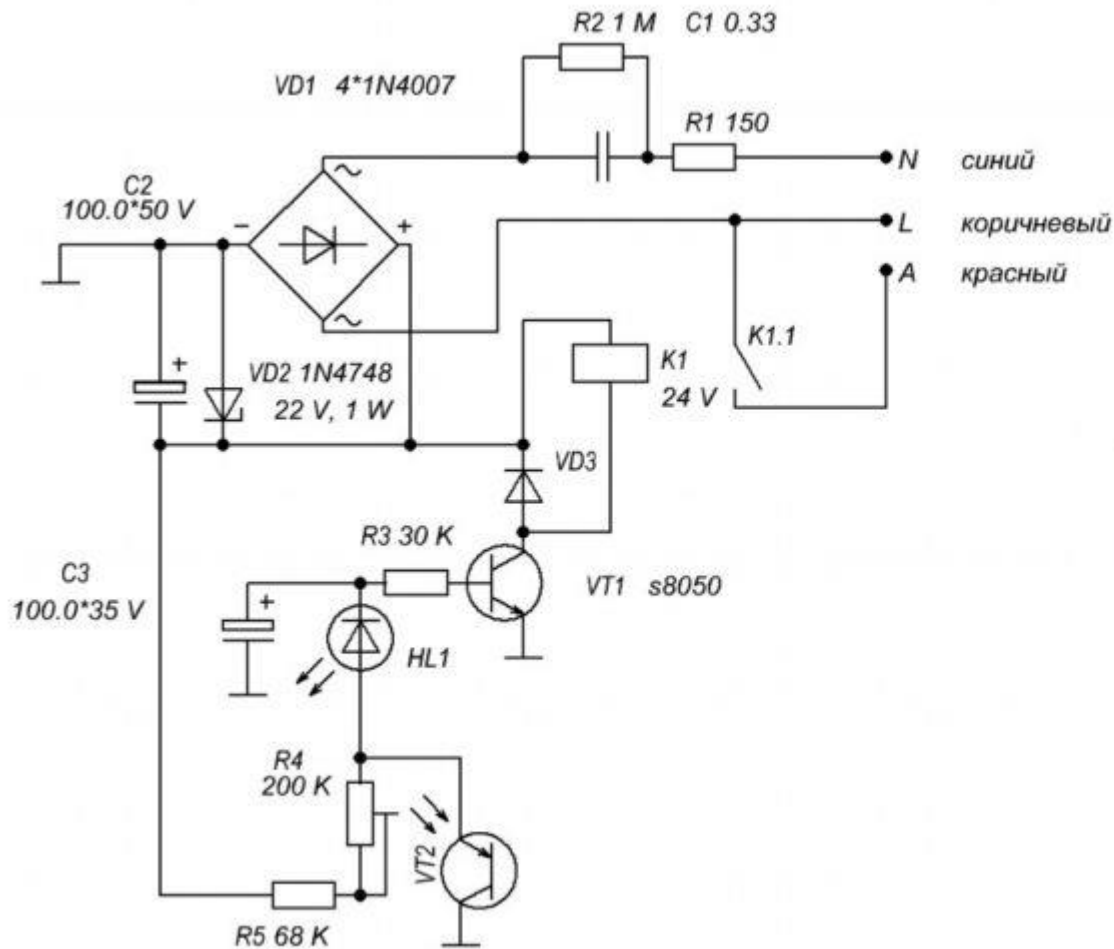 R2 1 M C1 0.33
VD1 4*1N4007
R1 150
N синий
C2
100.0*50 V
L коричневый
A красный
K1.1
K1
24 V
VD2 1N4748
22 V, 1 W
VD3
R3 30 K
C3
100.0*35 V
VT1 s8050
HL1
R4
200 K
VT2
R5 68 K